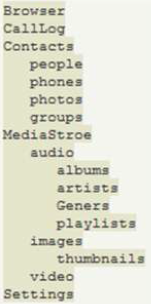 Browser
CallLog
Contacts
people
phones
photos
groups
MediaStroe
audio
albums
artists
Geners
playlists
images
thumbnails
video
Settings